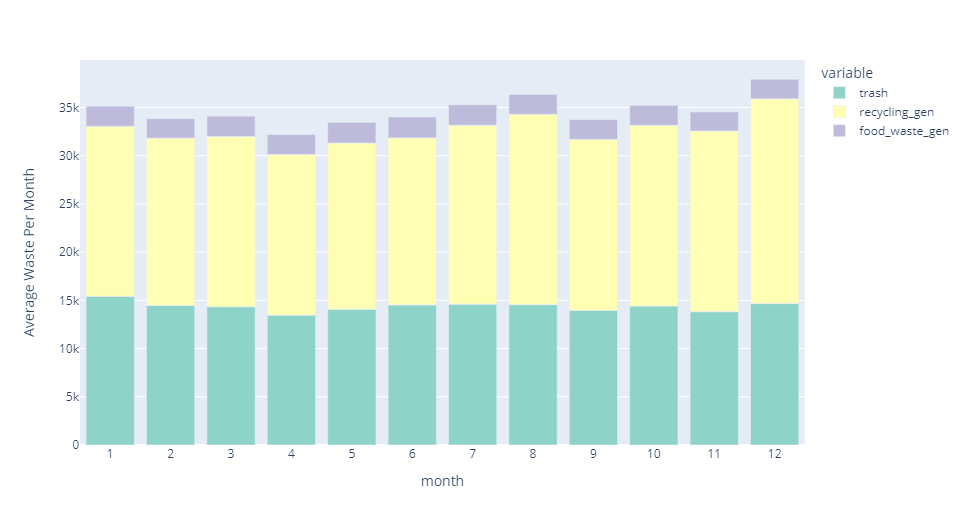 variable
trash
recycling_gen
food_waste_gen
Average Waste Per Month
35k
30k
25k
20k
15k
10k
5k
0
1 2 3 4 5 6 7 8 9 10 11 12
month